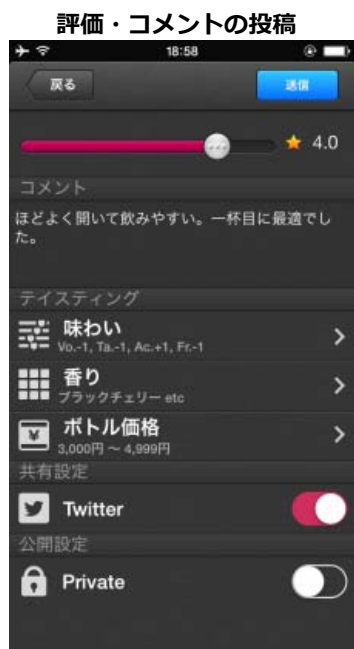 評価・コメントの投稿
18:58
戻る
送信
4.0
コメント
ほどよく開いて飲みやすい。一杯目に最適でし
た。
テイスティング
味わい
Vo.-1, Ta.-1, Ac.+1, Fr.-1
香り
ブラックチェリー etc
ボトル価格
3,000円 〜 4,999円
共有設定
Twitter
公開設定
Private